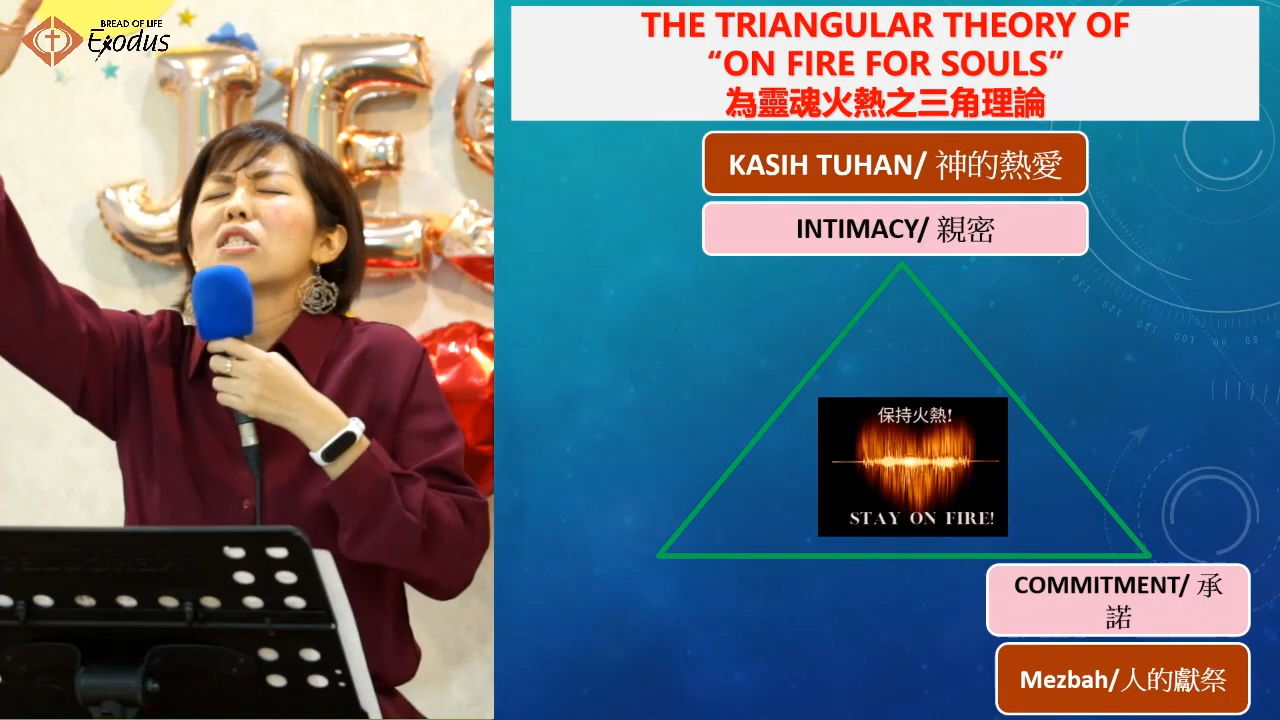 BREAD OF LIFE
Exodus
JES
THE TRIANGULAR THEORY OF
“ON FIRE FOR SOULS”
為靈魂火熱之三角理論
KASIH TUHAN/ 神的熱愛
INTIMACY/ 親密
保持火熱!
STAY ON FIRE!
COMMITMENT/ 承
諾
Mezbah/人的獻祭